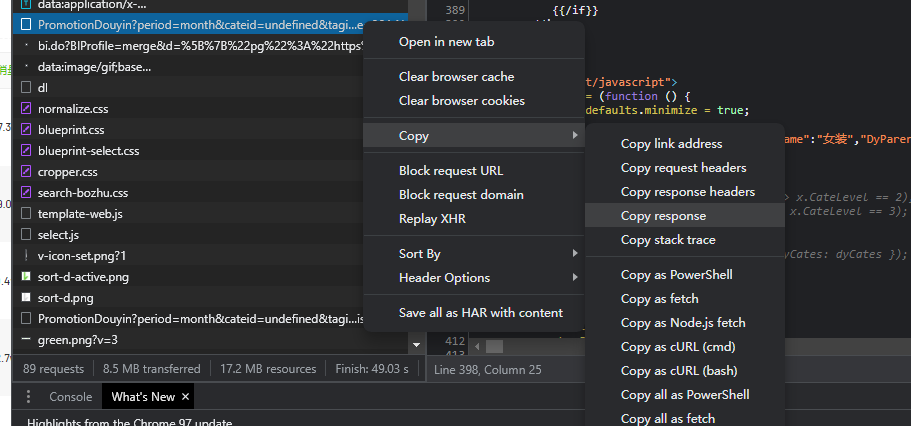 data:application/x-...
PromotionDouyin?period=month&cateid=undefined&tagi...
bi.do?BIProfile=merge&d=%5B%7B%22pg%22%3A%22https
data:image/gif;base...
dl
normalize.css
blueprint.css
blueprint-select.css
cropper.css
search-bozhu.css
template-web.js
select.js
v-icon-set.png?1
sort-d-active.png
sort-d.png
PromotionDouyin?period=month&cateid=undefined&tagi...is
green.png?v=3
89 requests
8.5 MB transferred
17.2 MB resources
Finish: 49.03 s
Console
What's New
Highlights from the Chrome 97 update
Open in new tab
Clear browser cache
Clear browser cookies
Copy
Block request URL
Block request domain
Replay XHR
Sort By
Header Options
Save all as HAR with content
Copy link address
Copy request headers
Copy response headers
Copy response
Copy stack trace
Copy as PowerShell
Copy as fetch
Copy as Node.js fetch
Copy as cURL (cmd)
Copy as cURL (bash)
Copy all as PowerShell
Copy all as fetch
389
{{/if}}
t/javascript">
= (function () {
defaults.minimize = true;
ame":"女装","DyParen
> x.CateLevel == 2);
x.CateLevel == 3);
yCates: dyCates });
412
Line 398, Column 25